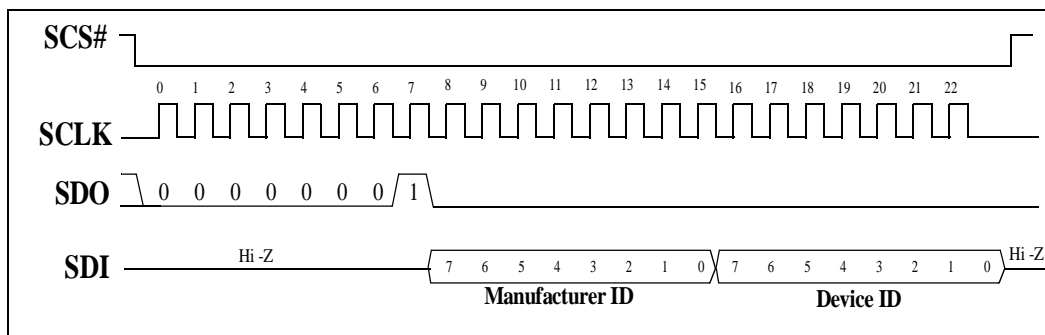 SCS#
0 1 2 3 4 5 6 7 8 9 10 11 12 13 14 15 16 17 18 19 20 21 22
SCLK
SDO 0 0 0 0 0 0 0 1
SDI Hi -Z 7 6 5 4 3 2 1 0 7 6 5 4 3 2 1 0 Hi -Z
Manufacturer ID Device ID